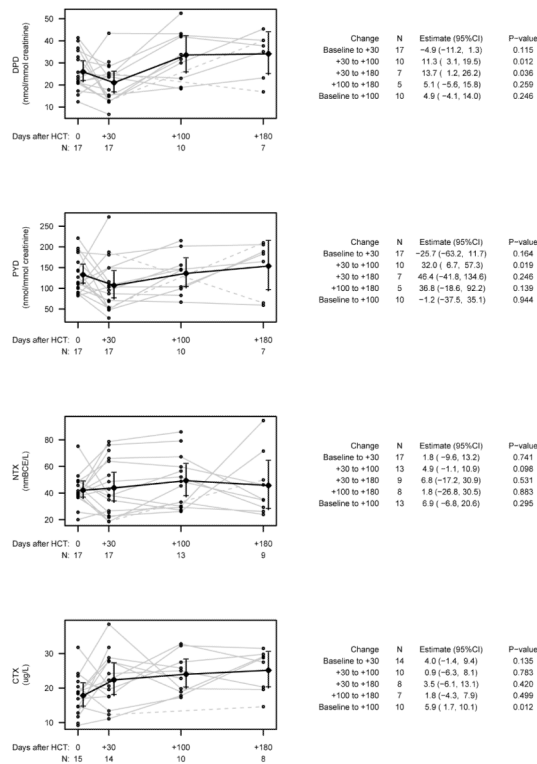 DPD
(nmol/mmol creatinine)
50
40
30
20
10
Days after HCT: 0 +30 +100 +180
N: 17 17 10 7
Change N Estimate (95%CI) P−value
Baseline to +30 17 −4.9 (−11.2, 1.3) 0.115
+30 to +100 10 11.3 ( 3.1, 19.5) 0.012
+30 to +180 7 13.7 ( 1.2, 26.2) 0.036
+100 to +180 5 5.1 ( −5.6, 15.8) 0.259
Baseline to +100 10 4.9 ( −4.1, 14.0) 0.246
PYD
(nmol/mmol creatinine)
250
200
150
100
50
Days after HCT: 0 +30 +100 +180
N: 17 17 10 7
Change N Estimate (95%CI) P−value
Baseline to +30 17 −25.7 (−63.2, 11.7) 0.164
+30 to +100 10 32.0 ( 6.7, 57.3) 0.019
+30 to +180 7 46.4 (−41.8, 134.6) 0.246
+100 to +180 5 36.8 (−18.6, 92.2) 0.139
Baseline to +100 10 −1.2 (−37.5, 35.1) 0.944
NTX
(nmBCE/L)
80
60
40
20
Days after HCT: 0 +30 +100 +180
N: 17 17 13 9
Change N Estimate (95%CI) P−value
Baseline to +30 17 1.8 ( −9.6, 13.2) 0.741
+30 to +100 13 4.9 ( −1.1, 10.9) 0.098
+30 to +180 9 6.8 (−17.2, 30.9) 0.531
+100 to +180 8 1.8 (−26.8, 30.5) 0.883
Baseline to +100 13 6.9 ( −6.8, 20.6) 0.295
CTX
(ug/L)
30
20
10
Days after HCT: 0 +30 +100 +180
N: 15 14 10 8
Change N Estimate (95%CI) P−value
Baseline to +30 14 4.0 (−1.4, 9.4) 0.135
+30 to +100 10 0.9 (−6.3, 8.1) 0.783
+30 to +180 8 3.5 (−6.1, 13.1) 0.420
+100 to +180 7 1.8 (−4.3, 7.9) 0.499
Baseline to +100 10 5.9 ( 1.7, 10.1) 0.012